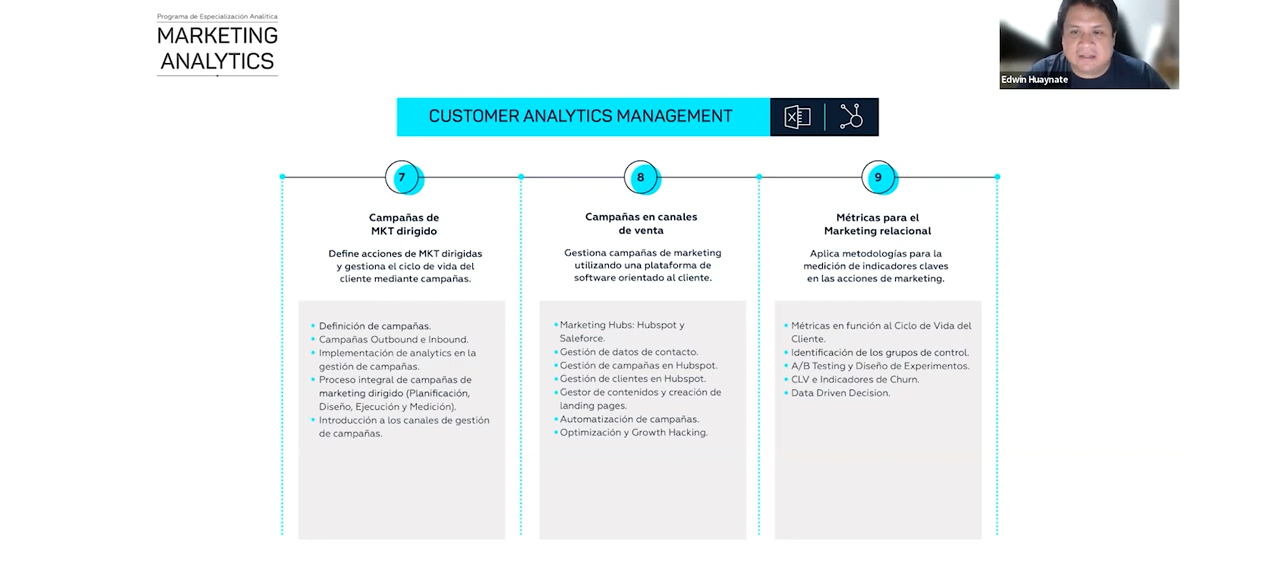 Programa de Especialización Analítica
MARKETING
ANALYTICS
Edwin Huaynate
CUSTOMER ANALYTICS MANAGEMENT
7
Campañas de
MKT dirigido
Define acciones de MKT dirigidas
y gestiona el ciclo de vida del
cliente mediante campañas.
Definición de campañas.
Campañas Outbound e Inbound.
Implementación de analytics en la
gestión de campañas.
Proceso integral de campañas de
marketing dirigido (Planificación,
Diseño, Ejecución y Medición).
Introducción a los canales de gestión
de campañas.
8
Campañas en canales
de venta
Gestiona campañas de marketing
utilizando una plataforma de
software orientado al cliente.
Marketing Hubs: Hubspot y
Saleforce.
Gestión de datos de contacto.
Gestión de campañas en Hubspot.
Gestión de clientes en Hubspot.
Gestor de contenidos y creación de
landing pages.
Automatización de campañas.
Optimización y Growth Hacking.
9
Métricas para el
Marketing relacional
Aplica metodologías para la
medición de indicadores claves
en las acciones de marketing.
Métricas en función al Ciclo de Vida del
Cliente.
Identificación de los grupos de control.
A/B Testing y Diseño de Experimentos.
CLV e Indicadores de Churn.
Data Driven Decision.